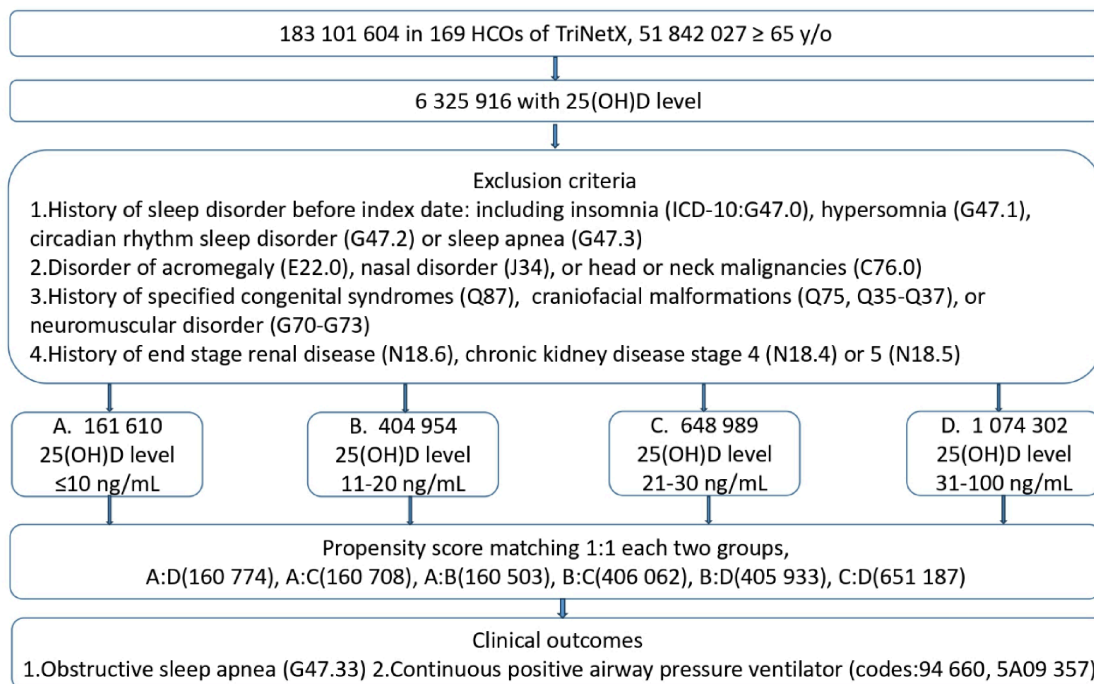 183 101 604 in 169 HCOs of TriNetX, 51 842 027 ≥ 65 y/o
6 325 916 with 25(OH)D level
Exclusion criteria
1.History of sleep disorder before index date: including insomnia (ICD-10:G47.0), hypersomnia (G47.1),
circadian rhythm sleep disorder (G47.2) or sleep apnea (G47.3)
2.Disorder of acromegaly (E22.0), nasal disorder (J34), or head or neck malignancies (C76.0)
3.History of specified congenital syndromes (Q87),  craniofacial malformations (Q75, Q35-Q37), or
neuromuscular disorder (G70-G73)
4.History of end stage renal disease (N18.6), chronic kidney disease stage 4 (N18.4) or 5 (N18.5)
A.  161 610
25(OH)D level
≤10 ng/mL
B.  404 954
25(OH)D level
11-20 ng/mL
C.  648 989
25(OH)D level
21-30 ng/mL
D.  1 074 302
25(OH)D level
31-100 ng/mL
Propensity score matching 1:1 each two groups,
A:D(160 774), A:C(160 708), A:B(160 503), B:C(406 062), B:D(405 933), C:D(651 187)
Clinical outcomes
1.Obstructive sleep apnea (G47.33) 2.Continuous positive airway pressure ventilator (codes:94 660, 5A09 357)